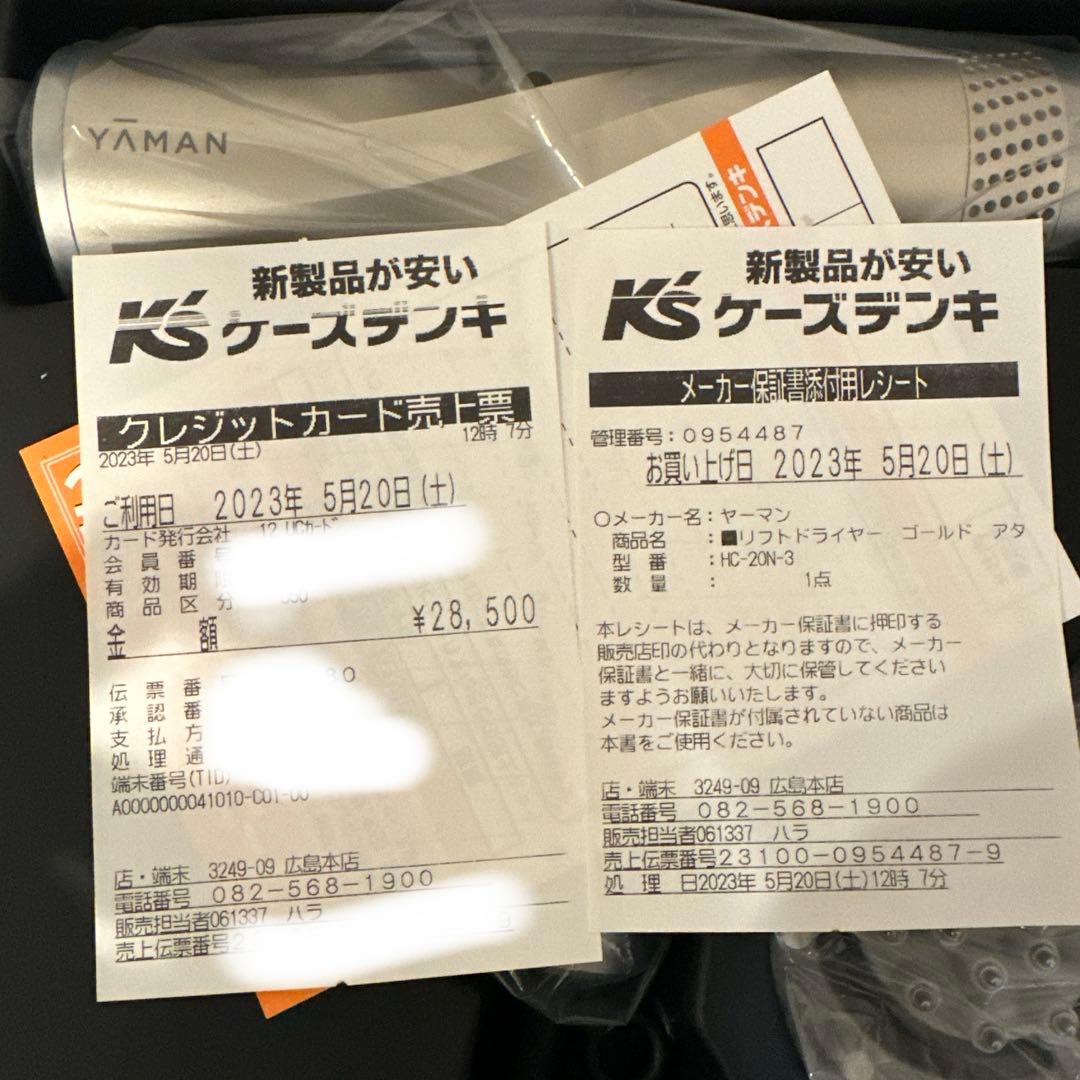 YĀMAN
デンキ
思います。
新製品が安い
K's ケーズデンキ
クレジットカード売上票
2023年 5月20日(土) 12時 7分
ご利用日 2023年 5月20日(土)
カード発行会社 12 UCカード
会員番号
有効期限
商品区分
金額 ¥28,500
伝票番 30
承認番
支払方
処理通
端末番号(TID)
A0000000041010-C01-00
店・端末 3249-09 広島本店
電話番号 082-568-1900
販売担当者061337 ハラ
売上伝票番号2 9
新製品が安い
K's ケーズデンキ
メーカー保証書添付用レシート
管理番号:0954487
お買い上げ日 2023年 5月20日(土)
○メーカー名:ヤーマン
商品名 :■リフトドライヤー ゴールド アタ
型番 :HC-20N-3
数量 : 1点
本レシートは、メーカー保証書に押印する
販売店印の代わりとなりますので、メーカー
保証書と一緒に、大切に保管してください
ますようお願いいたします。
メーカー保証書が付属されていない商品は
本書をご使用ください。
店・端末 3249-09 広島本店
電話番号 082-568-1900
販売担当者061337 ハラ
売上伝票番号23100-0954487-9
処理日2023年 5月20日(土)12時 7分